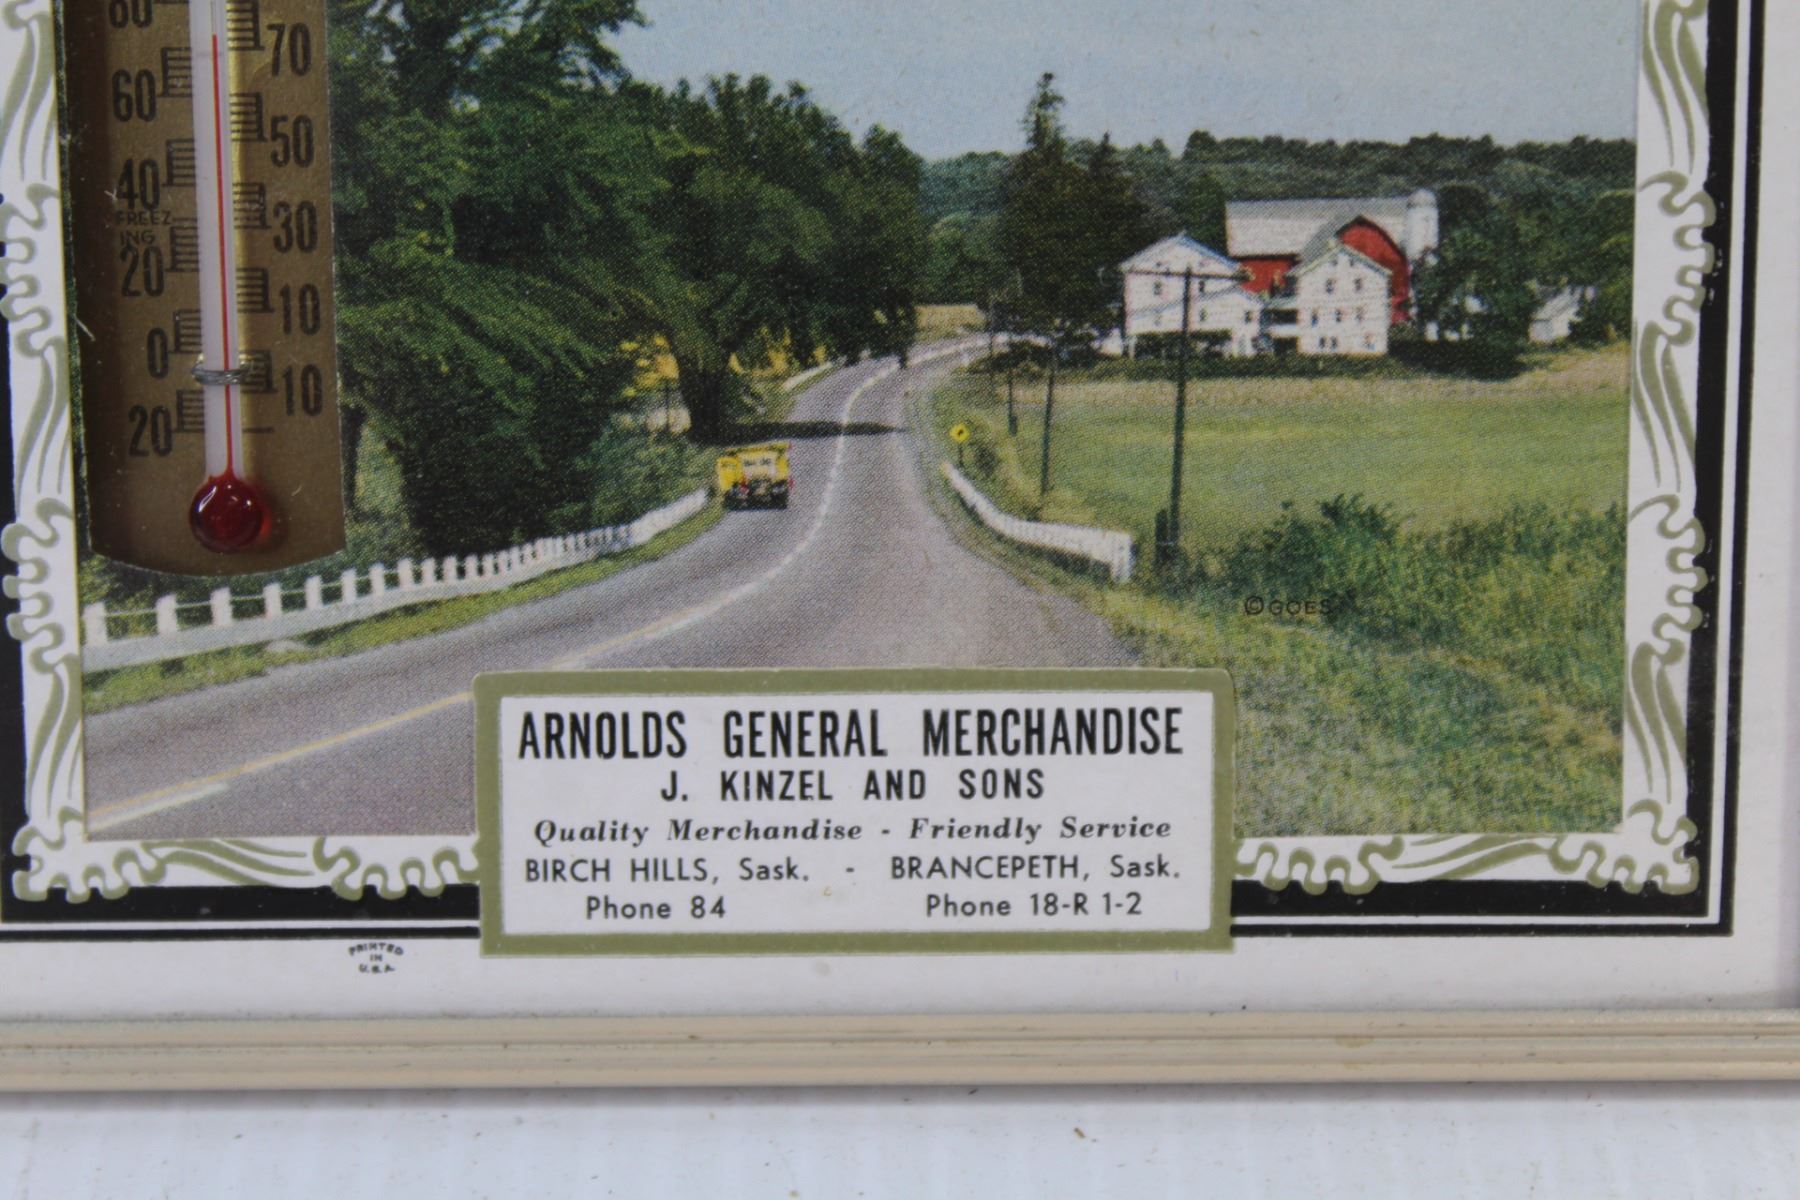 80
70
60
50
40
FREEZ
ING
30
20
10
0
10
20
©GOES
ARNOLDS GENERAL MERCHANDISE
J. KINZEL AND SONS
Quality Merchandise - Friendly Service
BIRCH HILLS, Sask. - BRANCEPETH, Sask.
Phone 84 Phone 18-R 1-2
PRINTED
IN
U.S.A